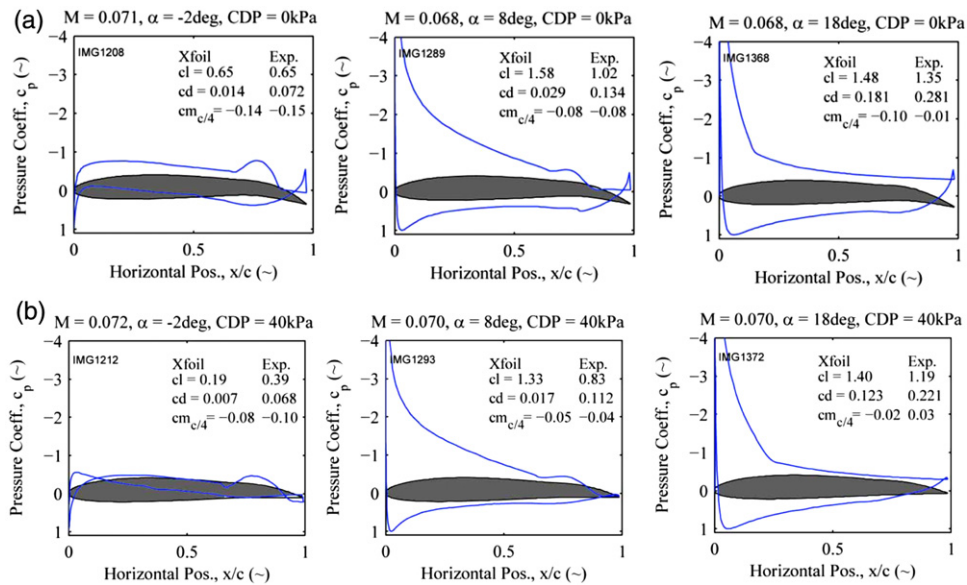 (a)
M = 0.071, α = -2deg, CDP = 0kPa
IMG1208
Xfoil Exp.
cl = 0.65 0.65
cd = 0.014 0.072
cm_c/4 = −0.14 −0.15
Pressure Coeff., c_p (~)
−4
−3
−2
−1
0
1
0 0.5 1
Horizontal Pos., x/c (~)
M = 0.068, α = 8deg, CDP = 0kPa
IMG1289
Xfoil Exp.
cl = 1.58 1.02
cd = 0.029 0.134
cm_c/4 = −0.08 −0.08
Pressure Coeff., c_p (~)
−4
−3
−2
−1
0
1
0 0.5 1
Horizontal Pos., x/c (~)
M = 0.068, α = 18deg, CDP = 0kPa
IMG1368
Xfoil Exp.
cl = 1.48 1.35
cd = 0.181 0.281
cm_c/4 = −0.10 −0.01
Pressure Coeff., c_p (~)
−4
−3
−2
−1
0
1
0 0.5 1
Horizontal Pos., x/c (~)
(b)
M = 0.072, α = -2deg, CDP = 40kPa
IMG1212
Xfoil Exp.
cl = 0.19 0.39
cd = 0.007 0.068
cm_c/4 = −0.08 −0.10
Pressure Coeff., c_p (~)
−4
−3
−2
−1
0
1
0 0.5 1
Horizontal Pos., x/c (~)
M = 0.070, α = 8deg, CDP = 40kPa
IMG1293
Xfoil Exp.
cl = 1.33 0.83
cd = 0.017 0.112
cm_c/4 = −0.05 −0.04
Pressure Coeff., c_p (~)
−4
−3
−2
−1
0
1
0 0.5 1
Horizontal Pos., x/c (~)
M = 0.070, α = 18deg, CDP = 40kPa
IMG1372
Xfoil Exp.
cl = 1.40 1.19
cd = 0.123 0.221
cm_c/4 = −0.02 0.03
Pressure Coeff., c_p (~)
−4
−3
−2
−1
0
1
0 0.5 1
Horizontal Pos., x/c (~)